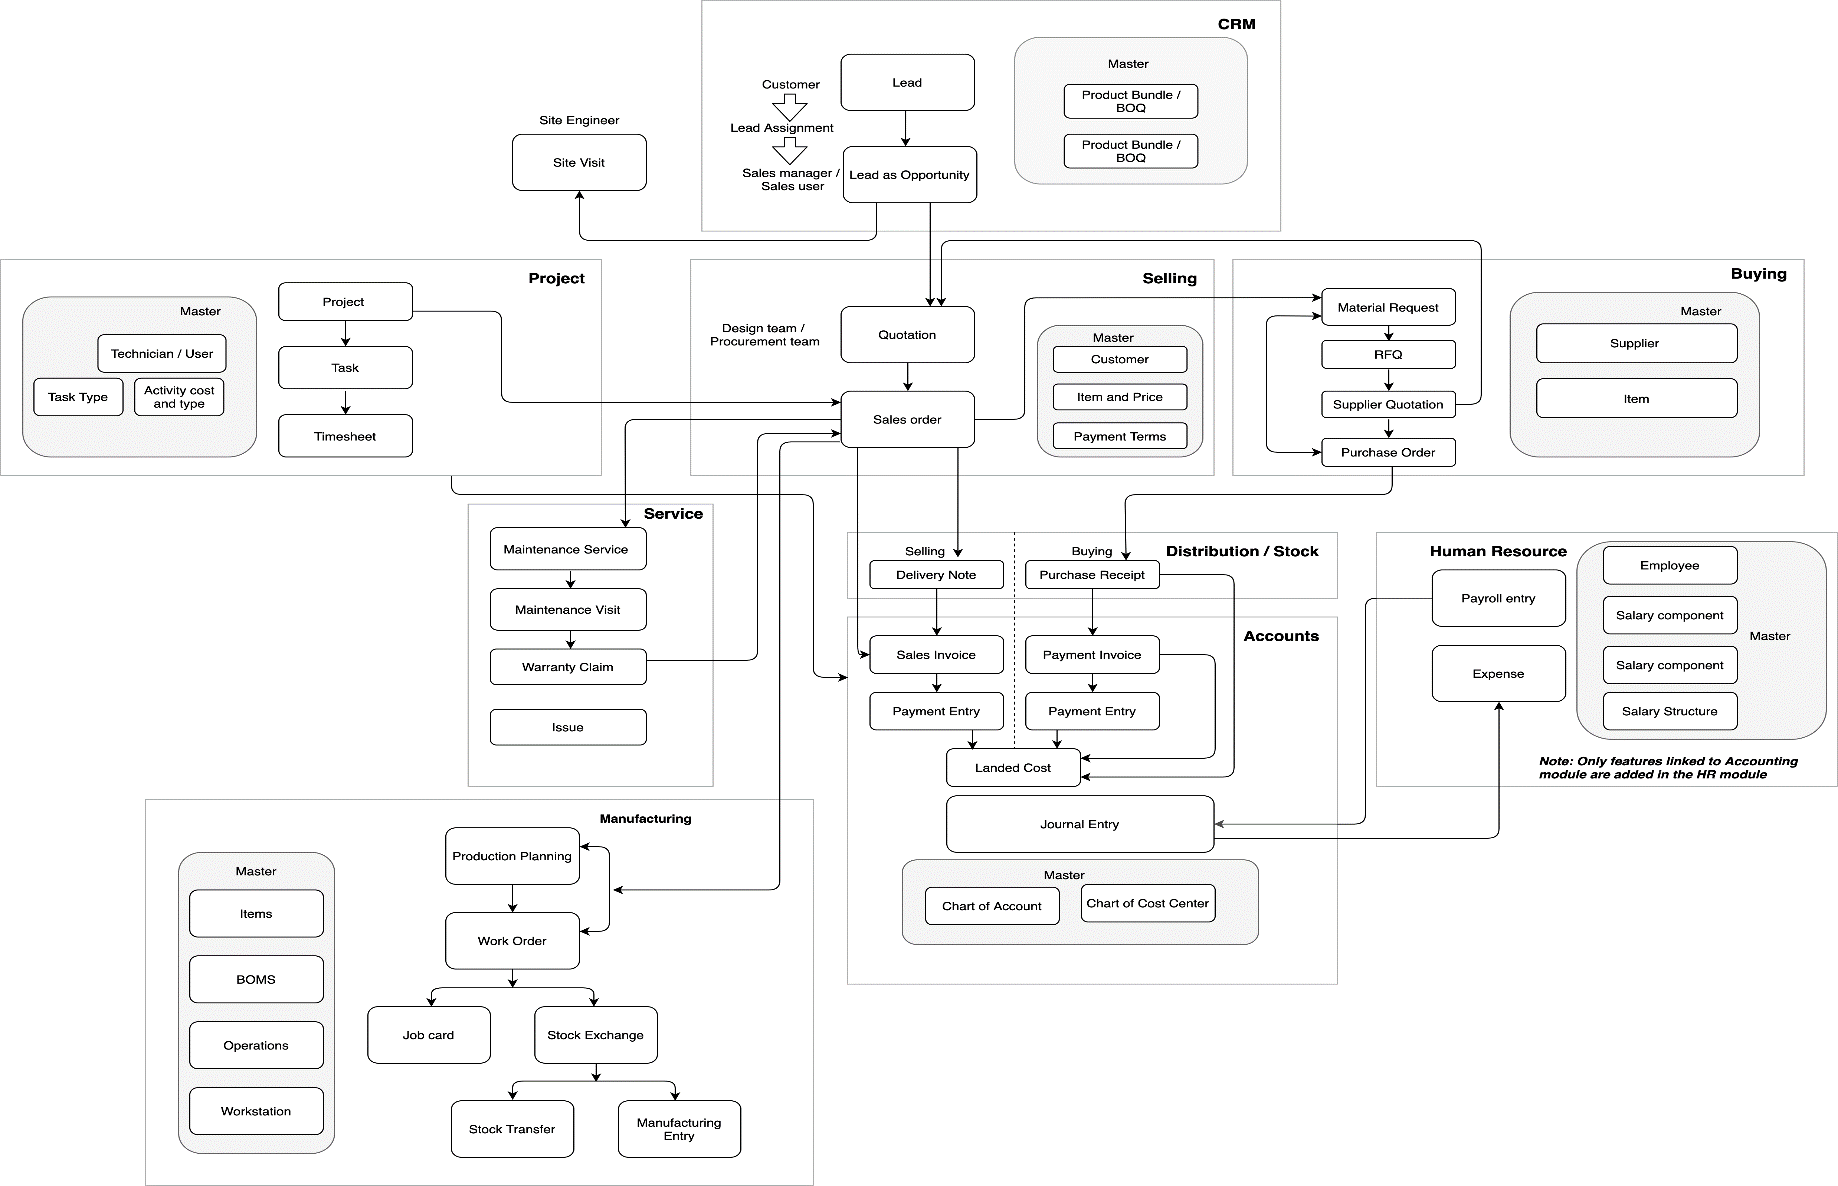 CRM
Master
Product Bundle /
BOQ
Product Bundle /
BOQ
Lead
Customer
Lead Assignment
Sales manager /
Sales user
Lead as Opportunity
Site Engineer
Site Visit
Project
Master
Technician / User
Task Type
Activity cost
and type
Project
Task
Timesheet
Selling
Design team /
Procurement team
Quotation
Sales order
Master
Customer
Item and Price
Payment Terms
Buying
Material Request
RFQ
Supplier Quotation
Purchase Order
Master
Supplier
Item
Service
Maintenance Service
Maintenance Visit
Warranty Claim
Issue
Distribution / Stock
Selling
Delivery Note
Buying
Purchase Receipt
Accounts
Sales Invoice
Payment Invoice
Payment Entry
Payment Entry
Landed Cost
Journal Entry
Master
Chart of Account
Chart of Cost Center
Human Resource
Payroll entry
Expense
Employee
Salary component
Master
Salary component
Salary Structure
Note: Only features linked to Accounting
module are added in the HR module
Manufacturing
Master
Items
BOMS
Operations
Workstation
Production Planning
Work Order
Job card
Stock Exchange
Stock Transfer
Manufacturing
Entry